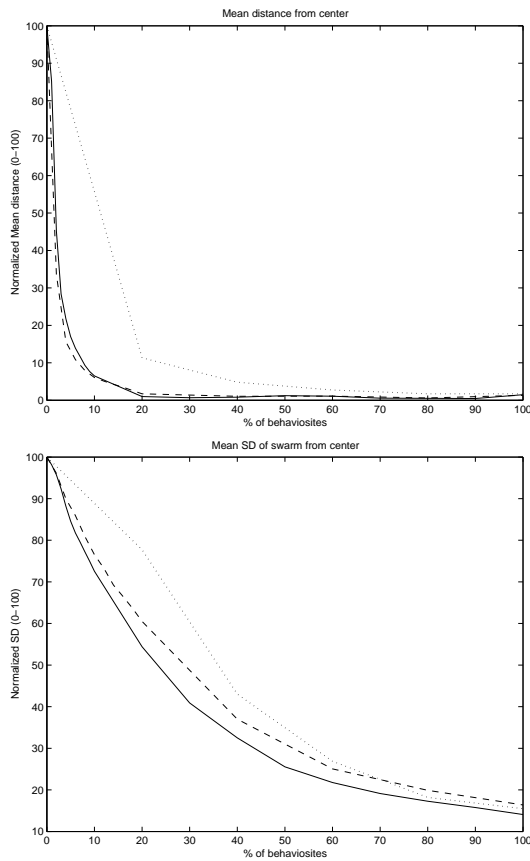 Mean distance from center
100
90
80
70
60
50
40
30
20
10
0
Normalized Mean distance (0−100)
0 10 20 30 40 50 60 70 80 90 100
% of behaviosites
Mean SD of swarm from center
100
90
80
70
60
50
40
30
20
10
Normalized SD (0−100)
0 10 20 30 40 50 60 70 80 90 100
% of behaviosites